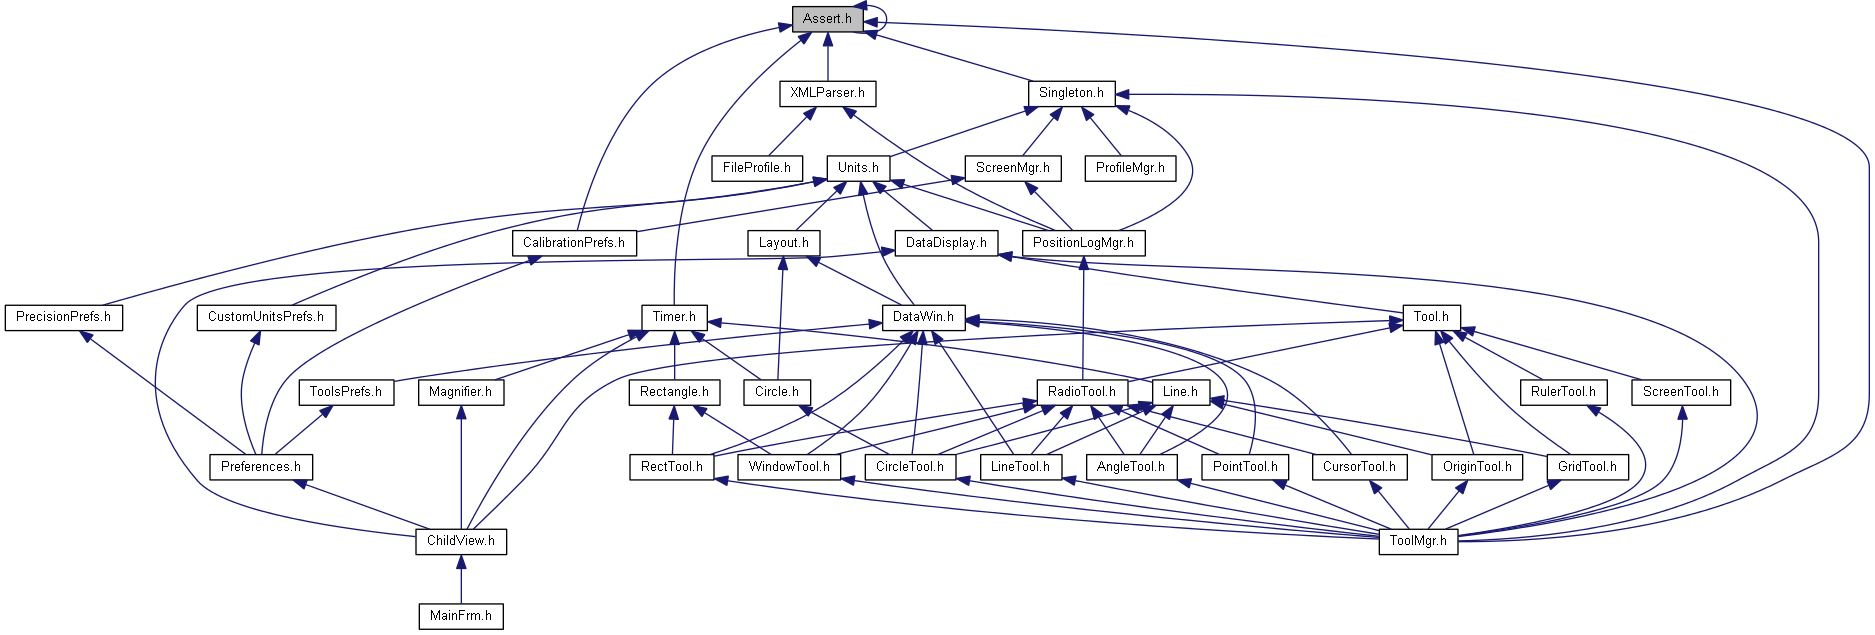 Assert.h
XMLParser.h
Singleton.h
FileProfile.h
Units.h
ScreenMgr.h
ProfileMgr.h
CalibrationPrefs.h
Layout.h
DataDisplay.h
PositionLogMgr.h
PrecisionPrefs.h
CustomUnitsPrefs.h
Timer.h
DataWin.h
Tool.h
ToolsPrefs.h
Magnifier.h
Rectangle.h
Circle.h
RadioTool.h
Line.h
RulerTool.h
ScreenTool.h
Preferences.h
RectTool.h
WindowTool.h
CircleTool.h
LineTool.h
AngleTool.h
PointTool.h
CursorTool.h
OriginTool.h
GridTool.h
ChildView.h
ToolMgr.h
MainFrm.h